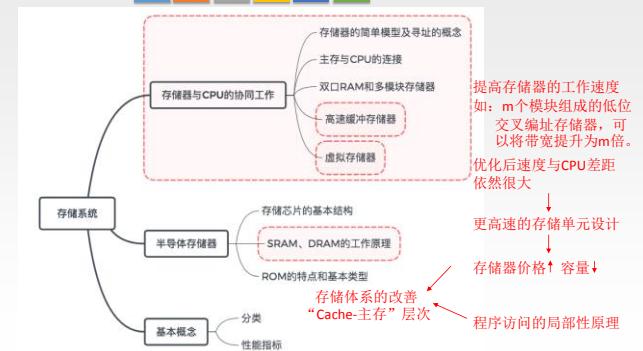 存储器的简单模型及寻址的概念
主存与CPU的连接
存储器与CPU的协同工作
双口RAM和多模块存储器
高速缓冲存储器
虚拟存储器
存储系统
存储芯片的基本结构
半导体存储器
SRAM、DRAM的工作原理
ROM的特点和基本类型
基本概念
分类
性能指标
提高存储器的工作速度
如：m个模块组成的低位
交叉编址存储器，可
以将带宽提升为m倍。
优化后速度与CPU差距
依然很大
更高速的存储单元设计
存储器价格↑ 容量↓
存储体系的改善
“Cache-主存”层次
程序访问的局部性原理